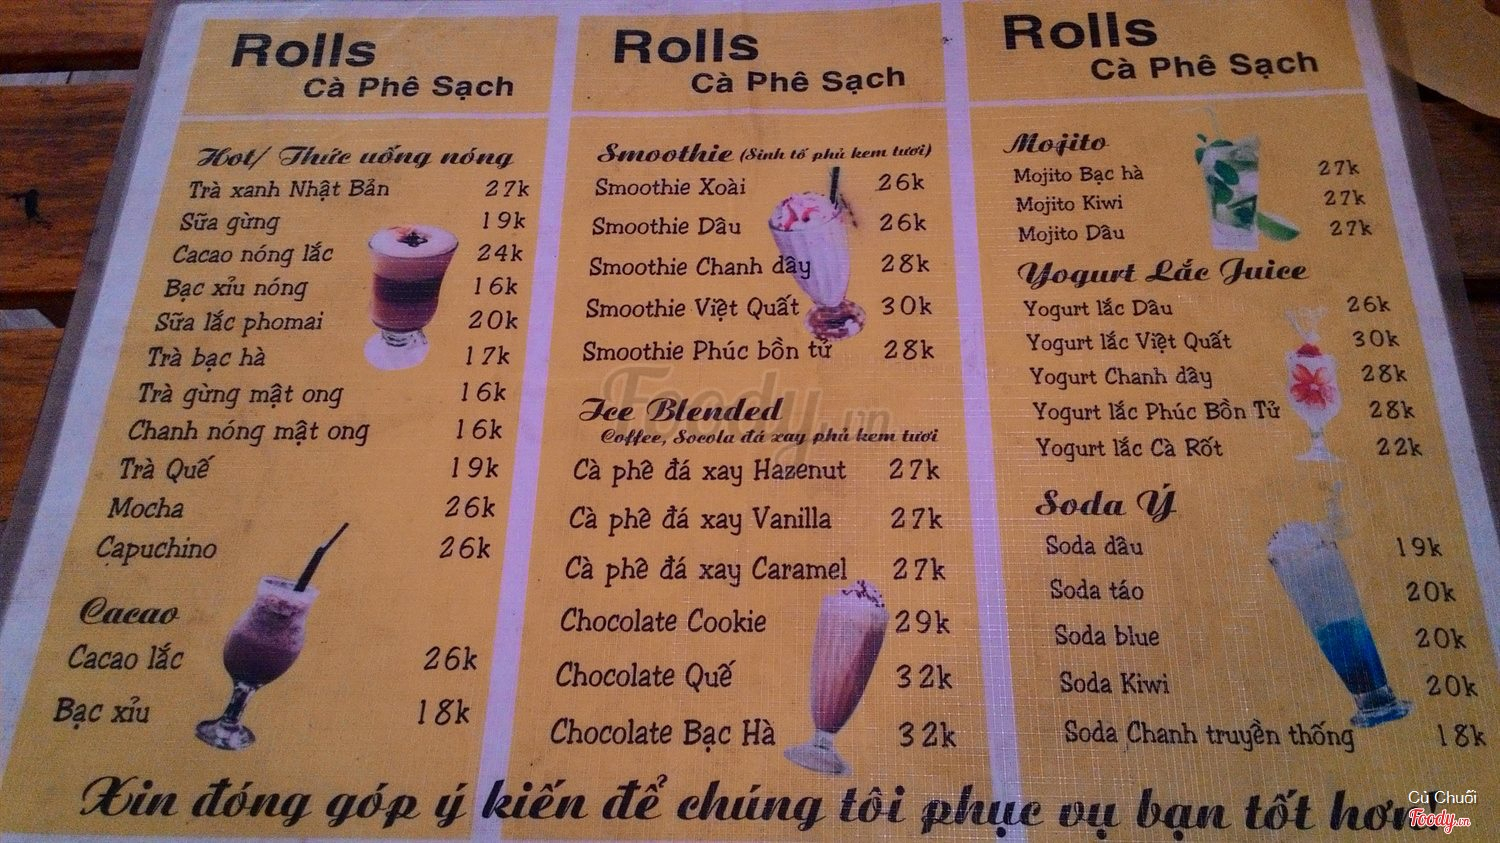 Rolls
Cà Phê Sạch
Hot/ Thức uống nóng
Trà xanh Nhật Bản 27k
Sữa gừng 19k
Cacao nóng lắc 24k
Bạc xỉu nóng 16k
Sữa lắc phomai 20k
Trà bạc hà 17k
Trà gừng mật ong 16k
Chanh nóng mật ong 16k
Trà Quế 19k
Mocha 26k
Capuchino 26k
Cacao
Cacao lắc 26k
Bạc xỉu 18k
Rolls
Cà Phê Sạch
Smoothie (Sinh tố phủ kem tươi)
Smoothie Xoài 26k
Smoothie Dâu 26k
Smoothie Chanh dây 28k
Smoothie Việt Quất 30k
Smoothie Phúc bồn tử 28k
Ice Blended
Coffee, Socola đá xay phủ kem tươi
Cà phê đá xay Hazenut 27k
Cà phê đá xay Vanilla 27k
Cà phê đá xay Caramel 27k
Chocolate Cookie 29k
Chocolate Quế 32k
Chocolate Bạc Hà 32k
Rolls
Cà Phê Sạch
Mojito
Mojito Bạc hà 27k
Mojito Kiwi 27k
Mojito Dâu 27k
Yogurt Lắc Juice
Yogurt lắc Dâu 26k
Yogurt lắc Việt Quất 30k
Yogurt Chanh dây 28k
Yogurt lắc Phúc Bồn Tử 28k
Yogurt lắc Cà Rốt 22k
Soda Ý
Soda dâu 19k
Soda táo 20k
Soda blue 20k
Soda Kiwi 20k
Soda Chanh truyền thống 18k
Xin đóng góp ý kiến để chúng tôi phục vụ bạn tốt hơn!
Foody.vn
Củ Chuối
Foody.vn